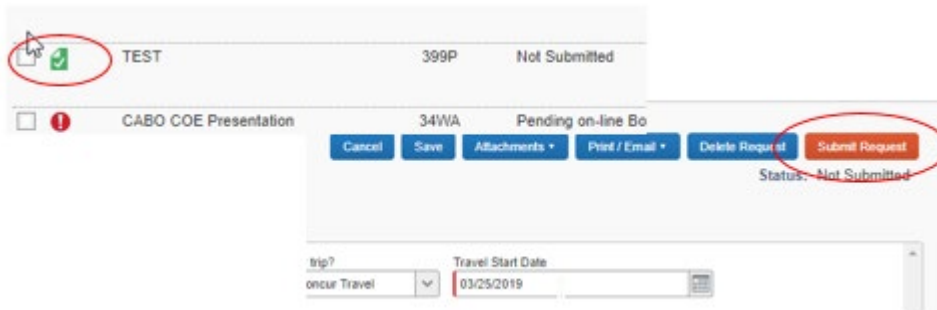 TEST 399P Not Submitted
CABO COE Presentation 34WA Pending on-line Bo
Cancel Save Attachments Print / Email Delete Request Submit Request
Status: Not Submitted
trip? Travel Start Date
oncur Travel 03/25/2019